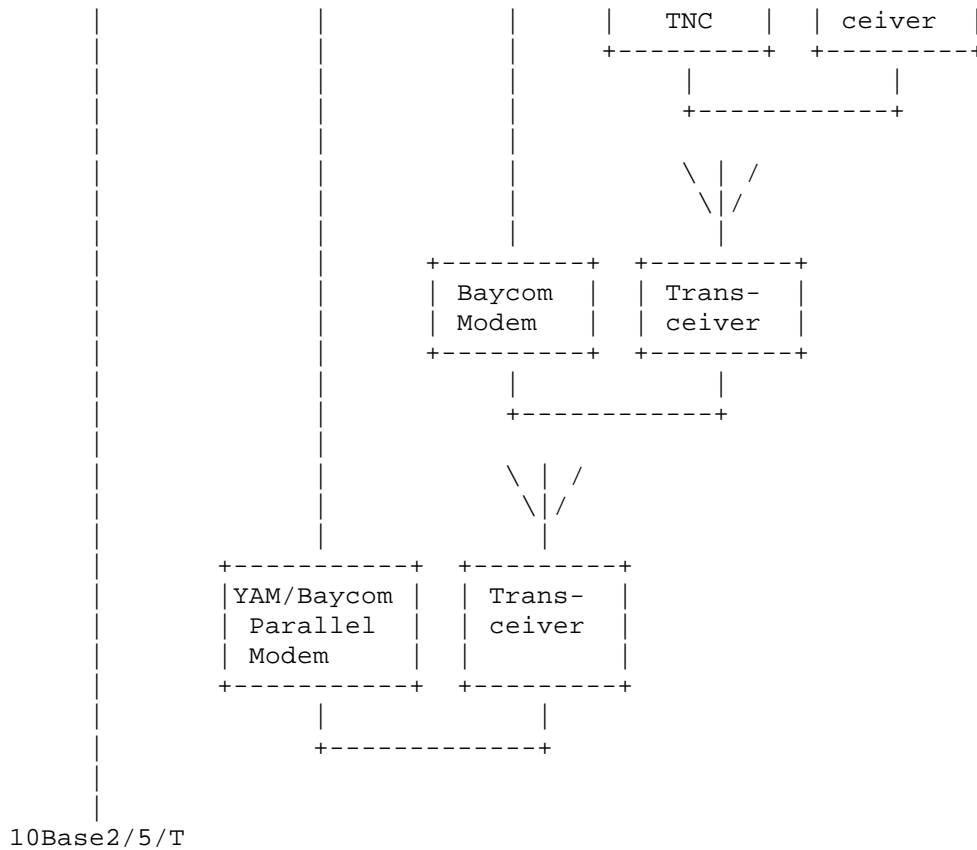 TNC ceiver
Baycom Trans-
Modem ceiver
YAM/Baycom Trans-
Parallel ceiver
Modem
10Base2/5/T